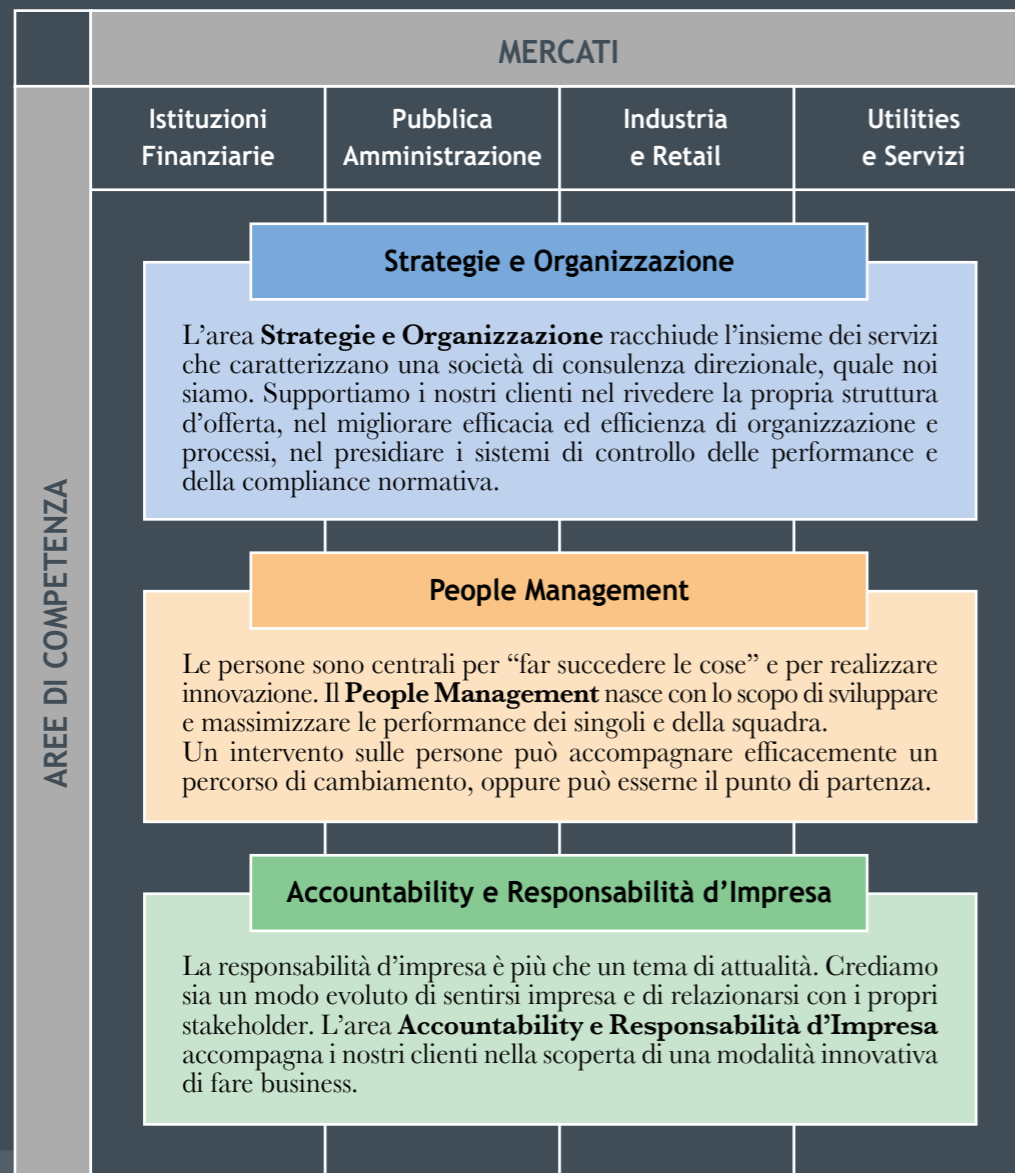 MERCATI
Istituzioni
Finanziarie
Pubblica
Amministrazione
Industria
e Retail
Utilities
e Servizi
AREE DI COMPETENZA
Strategie e Organizzazione
L’area Strategie e Organizzazione racchiude l’insieme dei servizi
che caratterizzano una società di consulenza direzionale, quale noi
siamo. Supportiamo i nostri clienti nel rivedere la propria struttura
d’offerta, nel migliorare efficacia ed efficienza di organizzazione e
processi, nel presidiare i sistemi di controllo delle performance e
della compliance normativa.
People Management
Le persone sono centrali per “far succedere le cose” e per realizzare
innovazione. Il People Management nasce con lo scopo di sviluppare
e massimizzare le performance dei singoli e della squadra.
Un intervento sulle persone può accompagnare efficacemente un
percorso di cambiamento, oppure può esserne il punto di partenza.
Accountability e Responsabilità d’Impresa
La responsabilità d’impresa è più che un tema di attualità. Crediamo
sia un modo evoluto di sentirsi impresa e di relazionarsi con i propri
stakeholder. L’area Accountability e Responsabilità d’Impresa
accompagna i nostri clienti nella scoperta di una modalità innovativa
di fare business.